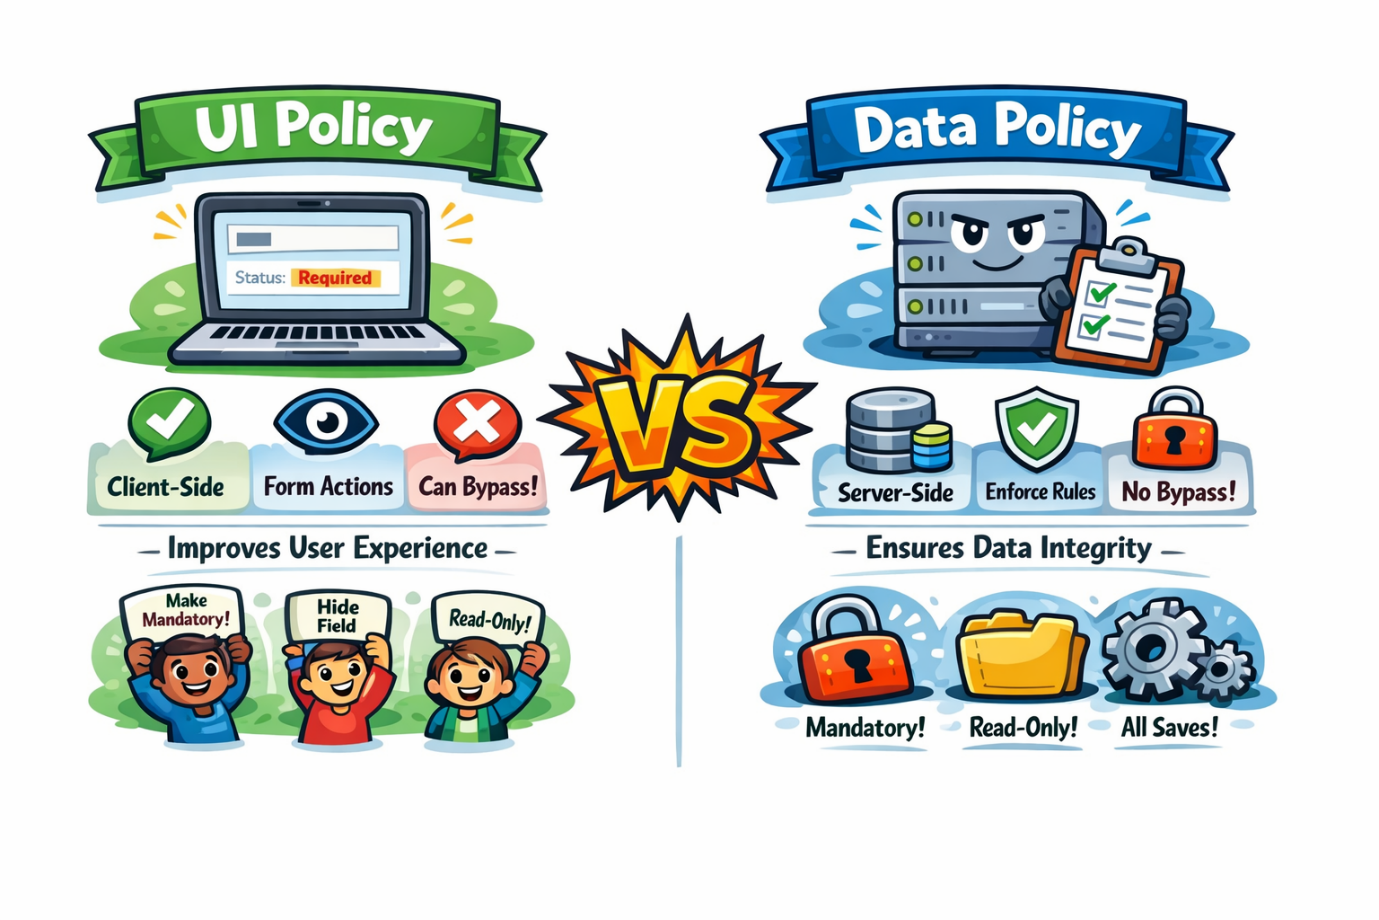 UI Policy
Status: Required
Client-Side
Form Actions
Can Bypass!
– Improves User Experience –
Make
Mandatory!
Hide
Field
Read-Only!
VS
Data Policy
Server-Side
Enforce Rules
No Bypass!
– Ensures Data Integrity –
Mandatory!
Read-Only!
All Saves!